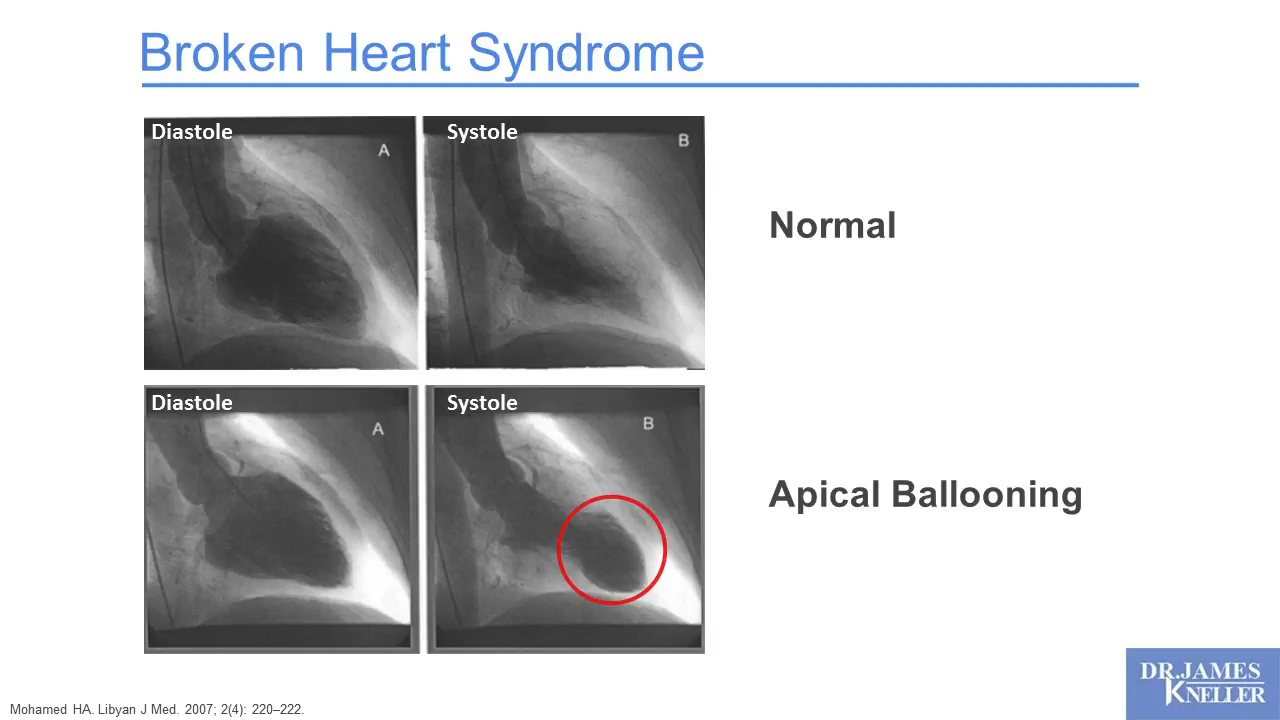 Broken Heart Syndrome
Diastole
A
Systole
B
Normal
Diastole
A
Systole
B
Apical Ballooning
DR.JAMES
KNELLER
Mohamed HA. Libyan J Med. 2007; 2(4): 220–222.